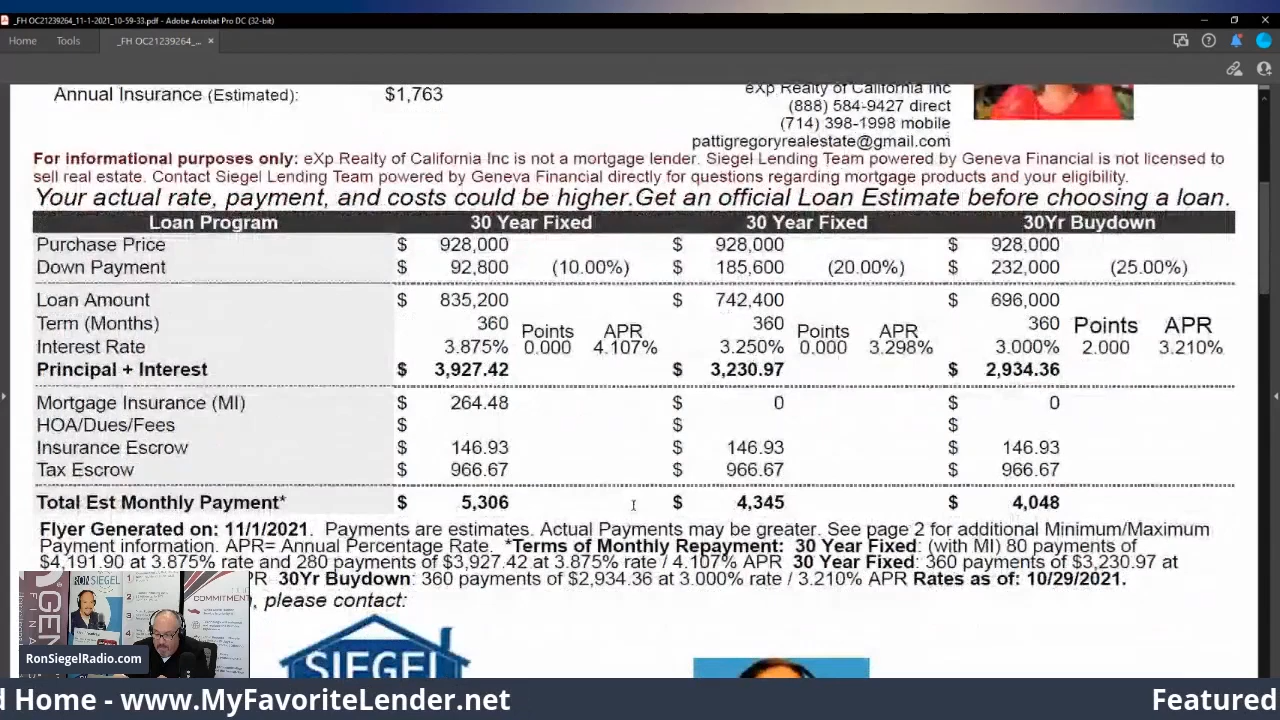 _FH OC21239264_11-1-2021_10-59-33.pdf - Adobe Acrobat Pro DC (32-bit)
Home Tools _FH OC21239264_... ×
Annual Insurance (Estimated): $1,763
eXp Realty of California Inc
(888) 584-9427 direct
(714) 398-1998 mobile
pattigregoryrealestate@gmail.com
For informational purposes only: eXp Realty of California Inc is not a mortgage lender. Siegel Lending Team powered by Geneva Financial is not licensed to
sell real estate. Contact Siegel Lending Team powered by Geneva Financial directly for questions regarding mortgage products and your eligibility.
Your actual rate, payment, and costs could be higher.Get an official Loan Estimate before choosing a loan.
Loan Program 30 Year Fixed 30 Year Fixed 30Yr Buydown
Purchase Price $ 928,000 $ 928,000 $ 928,000
Down Payment $ 92,800 (10.00%) $ 185,600 (20.00%) $ 232,000 (25.00%)
Loan Amount $ 835,200 $ 742,400 $ 696,000
Term (Months) 360 Points APR 360 Points APR 360 Points APR
Interest Rate 3.875% 0.000 4.107% 3.250% 0.000 3.298% 3.000% 2.000 3.210%
Principal + Interest $ 3,927.42 $ 3,230.97 $ 2,934.36
Mortgage Insurance (MI) $ 264.48 $ 0 $ 0
HOA/Dues/Fees $ $ $
Insurance Escrow $ 146.93 $ 146.93 $ 146.93
Tax Escrow $ 966.67 $ 966.67 $ 966.67
Total Est Monthly Payment* $ 5,306 $ 4,345 $ 4,048
Flyer Generated on: 11/1/2021. Payments are estimates. Actual Payments may be greater. See page 2 for additional Minimum/Maximum
Payment information. APR= Annual Percentage Rate. *Terms of Monthly Repayment: 30 Year Fixed: (with MI) 80 payments of
$4,191.90 at 3.875% rate and 280 payments of $3,927.42 at 3.875% rate / 4.107% APR 30 Year Fixed: 360 payments of $3,230.97 at
PR 30Yr Buydown: 360 payments of $2,934.36 at 3.000% rate / 3.210% APR Rates as of: 10/29/2021.
, please contact:
SIEGEL
COMMITMENT
RonSiegelRadio.com
d Home - www.MyFavoriteLender.net Featured